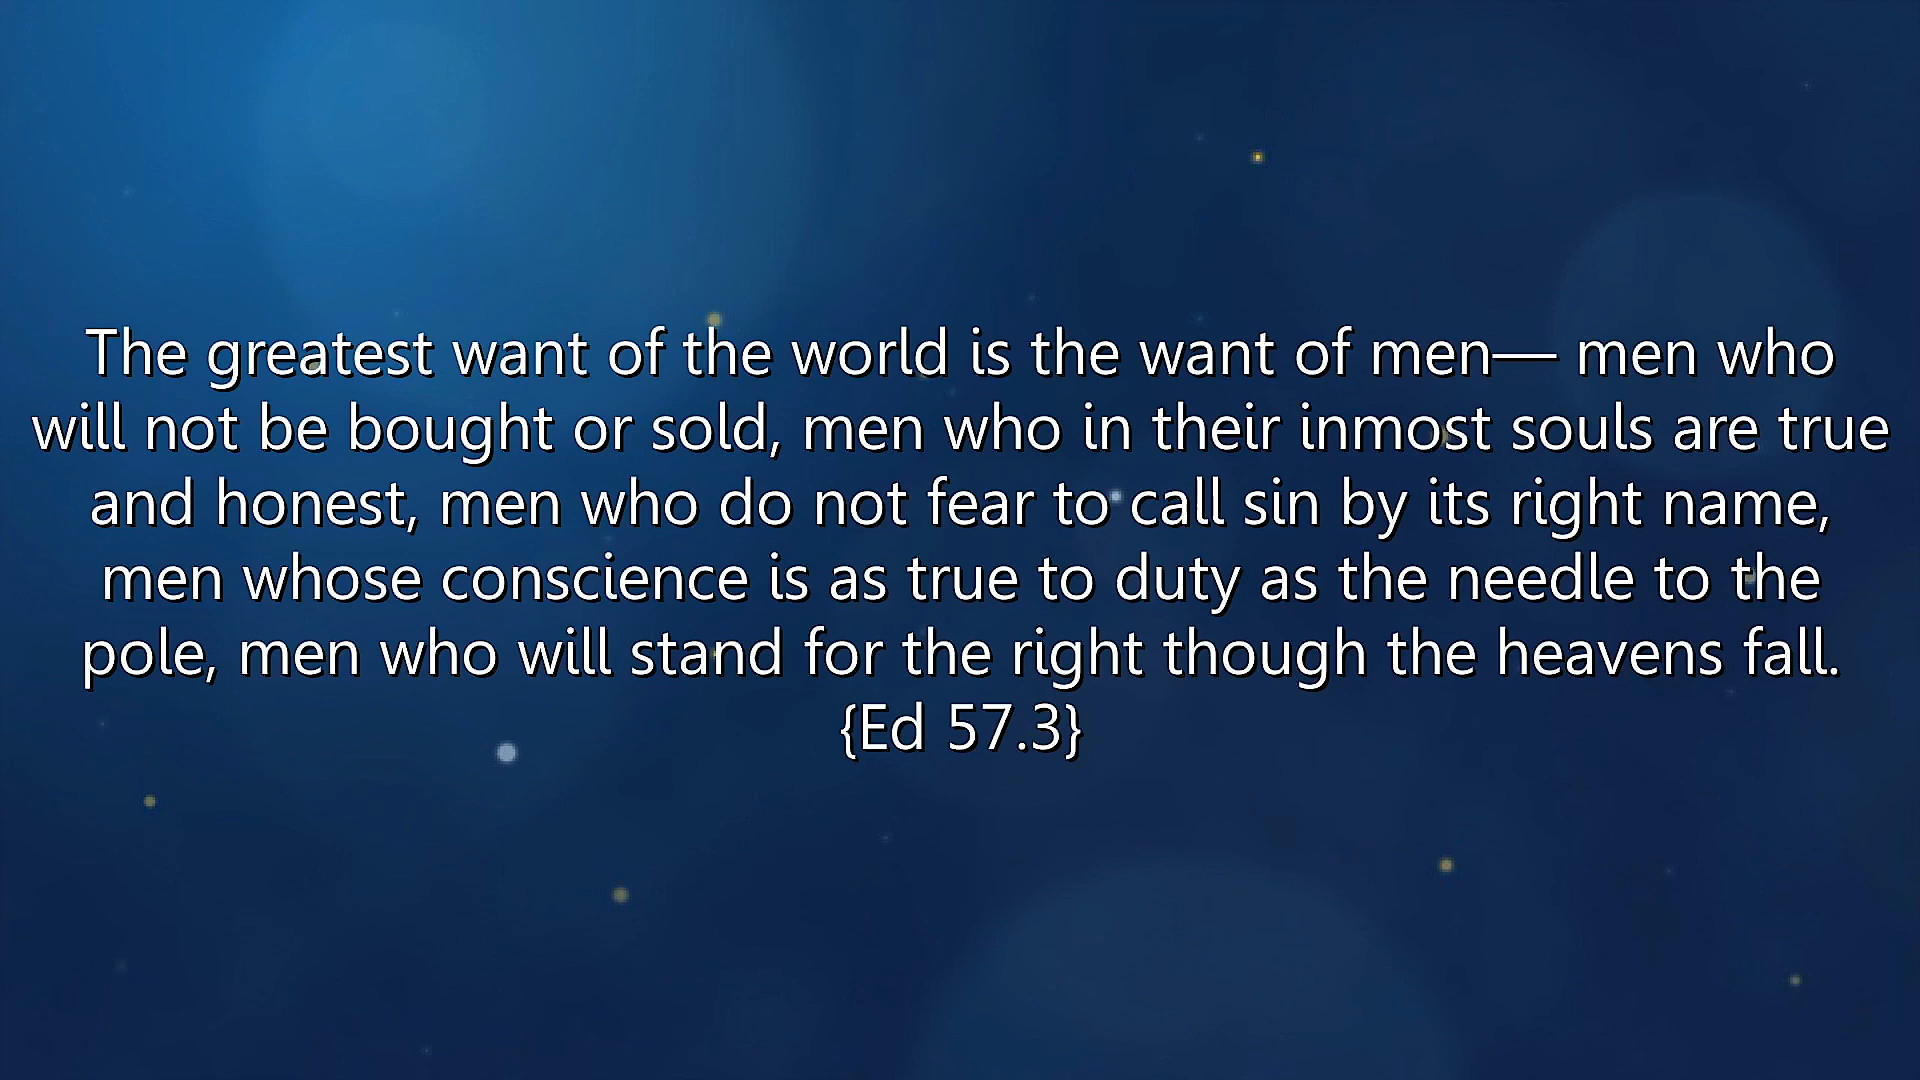 The greatest want of the world is the want of men— men who
will not be bought or sold, men who in their inmost souls are true
and honest, men who do not fear to call sin by its right name,
men whose conscience is as true to duty as the needle to the
pole, men who will stand for the right though the heavens fall.
{Ed 57.3}